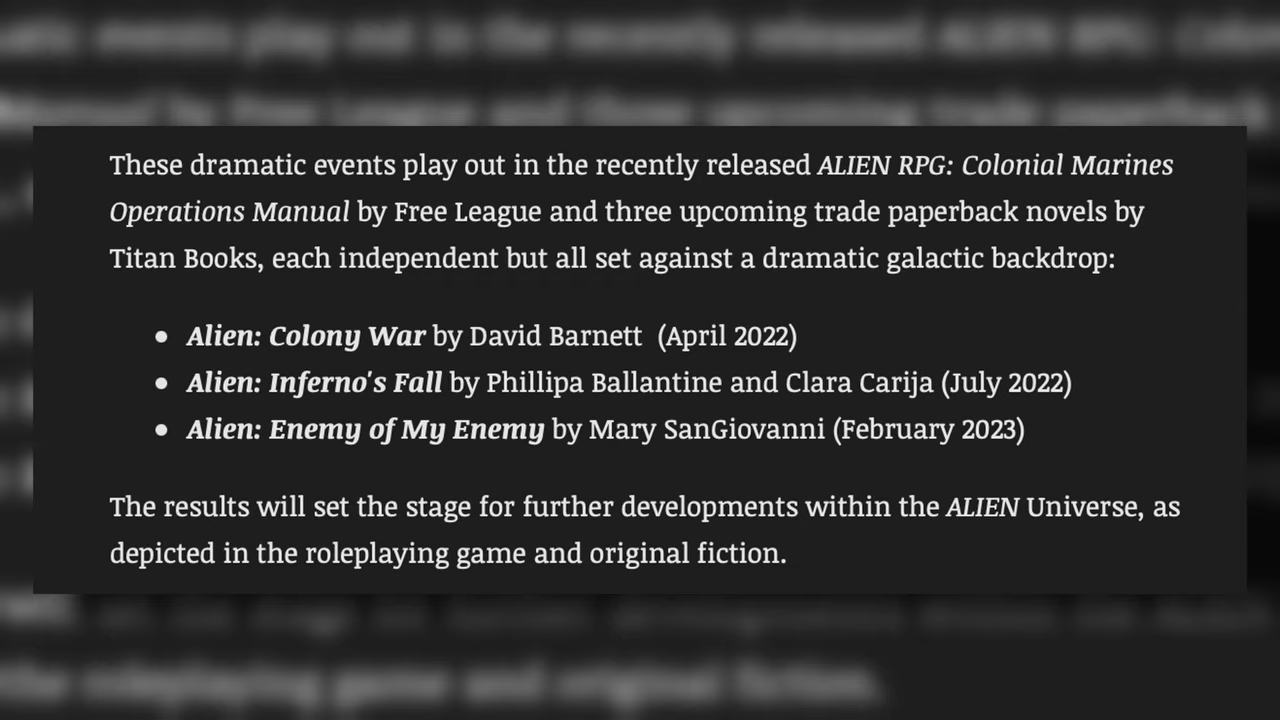 These dramatic events play out in the recently released ALIEN RPG: Colonial Marines
Operations Manual by Free League and three upcoming trade paperback novels by
Titan Books, each independent but all set against a dramatic galactic backdrop:
• Alien: Colony War by David Barnett (April 2022)
• Alien: Inferno's Fall by Phillipa Ballantine and Clara Carija (July 2022)
• Alien: Enemy of My Enemy by Mary SanGiovanni (February 2023)
The results will set the stage for further developments within the ALIEN Universe, as
depicted in the roleplaying game and original fiction.